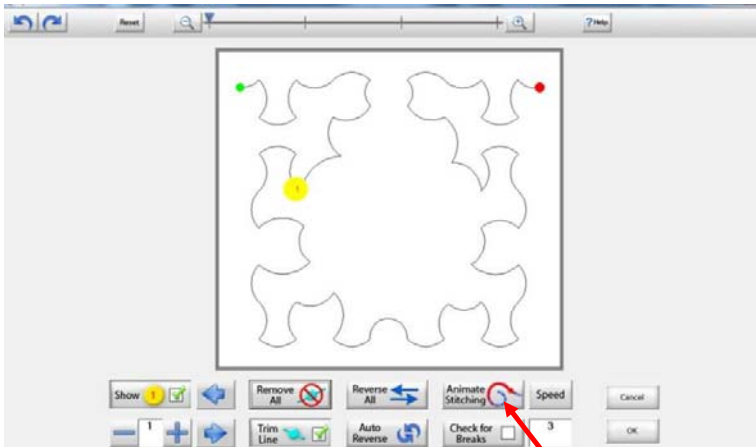 Reset ? Help
1
Show 1 Remove All Reverse All Animate Stitching Speed Cancel
1 Trim Line Auto Reverse Check for Breaks 3 OK